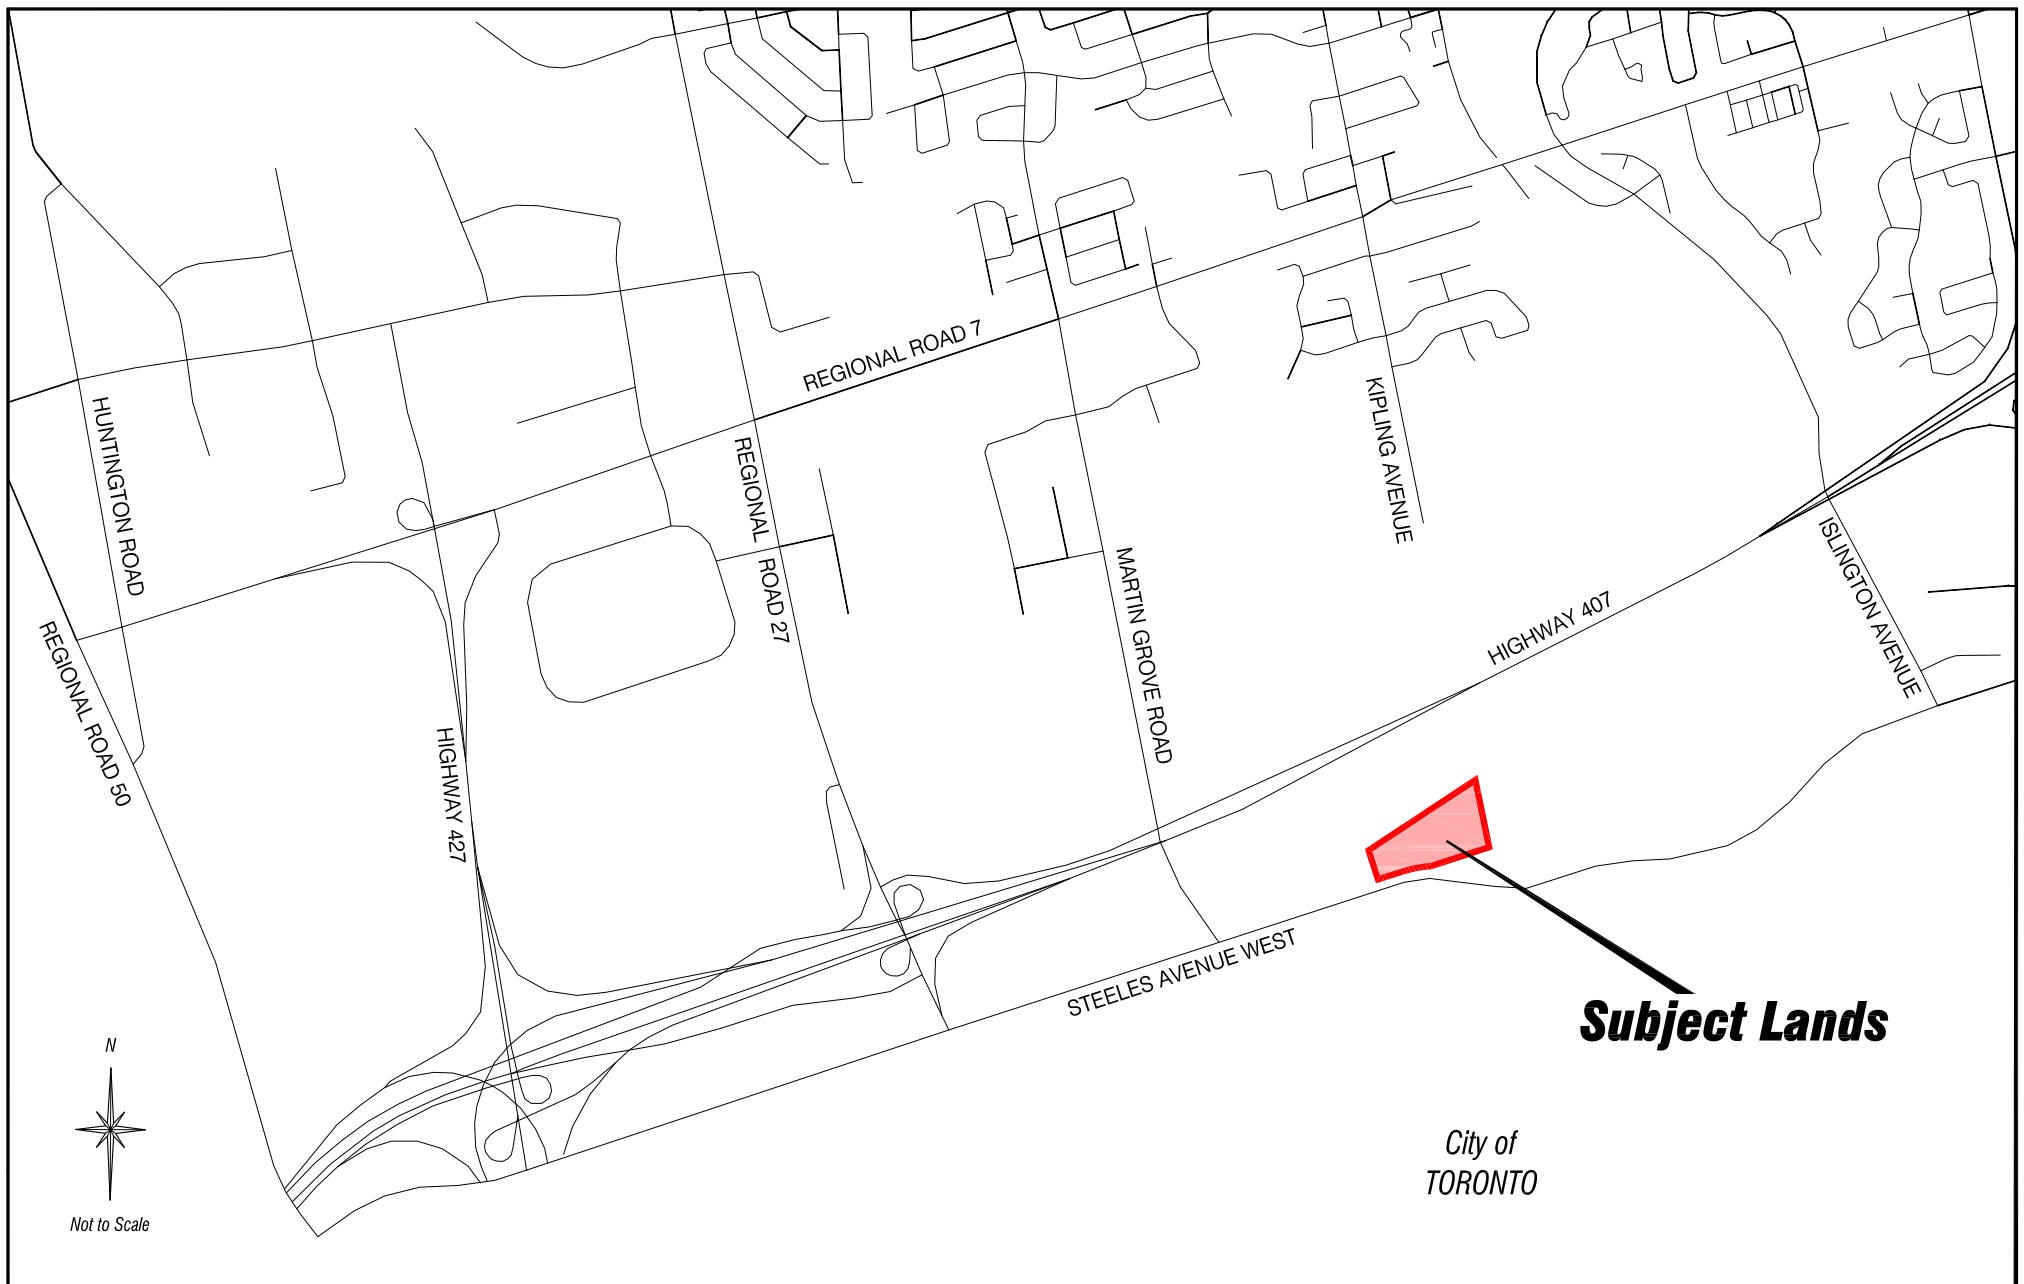 REGIONAL ROAD 7
HUNTINGTON ROAD
REGIONAL ROAD 27
KIPLING AVENUE
ISLINGTON AVENUE
MARTIN GROVE ROAD
HIGHWAY 407
REGIONAL ROAD 50
HIGHWAY 427
STEELES AVENUE WEST
Subject Lands
N
Not to Scale
City of
TORONTO